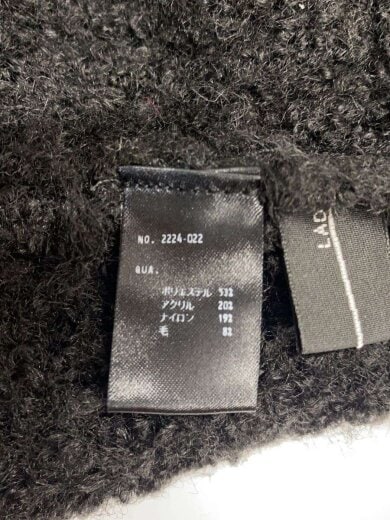 NO. 2224-022
QUA.
ポリエステル 53%
アクリル 20%
ナイロン 19%
毛 8%
LAD